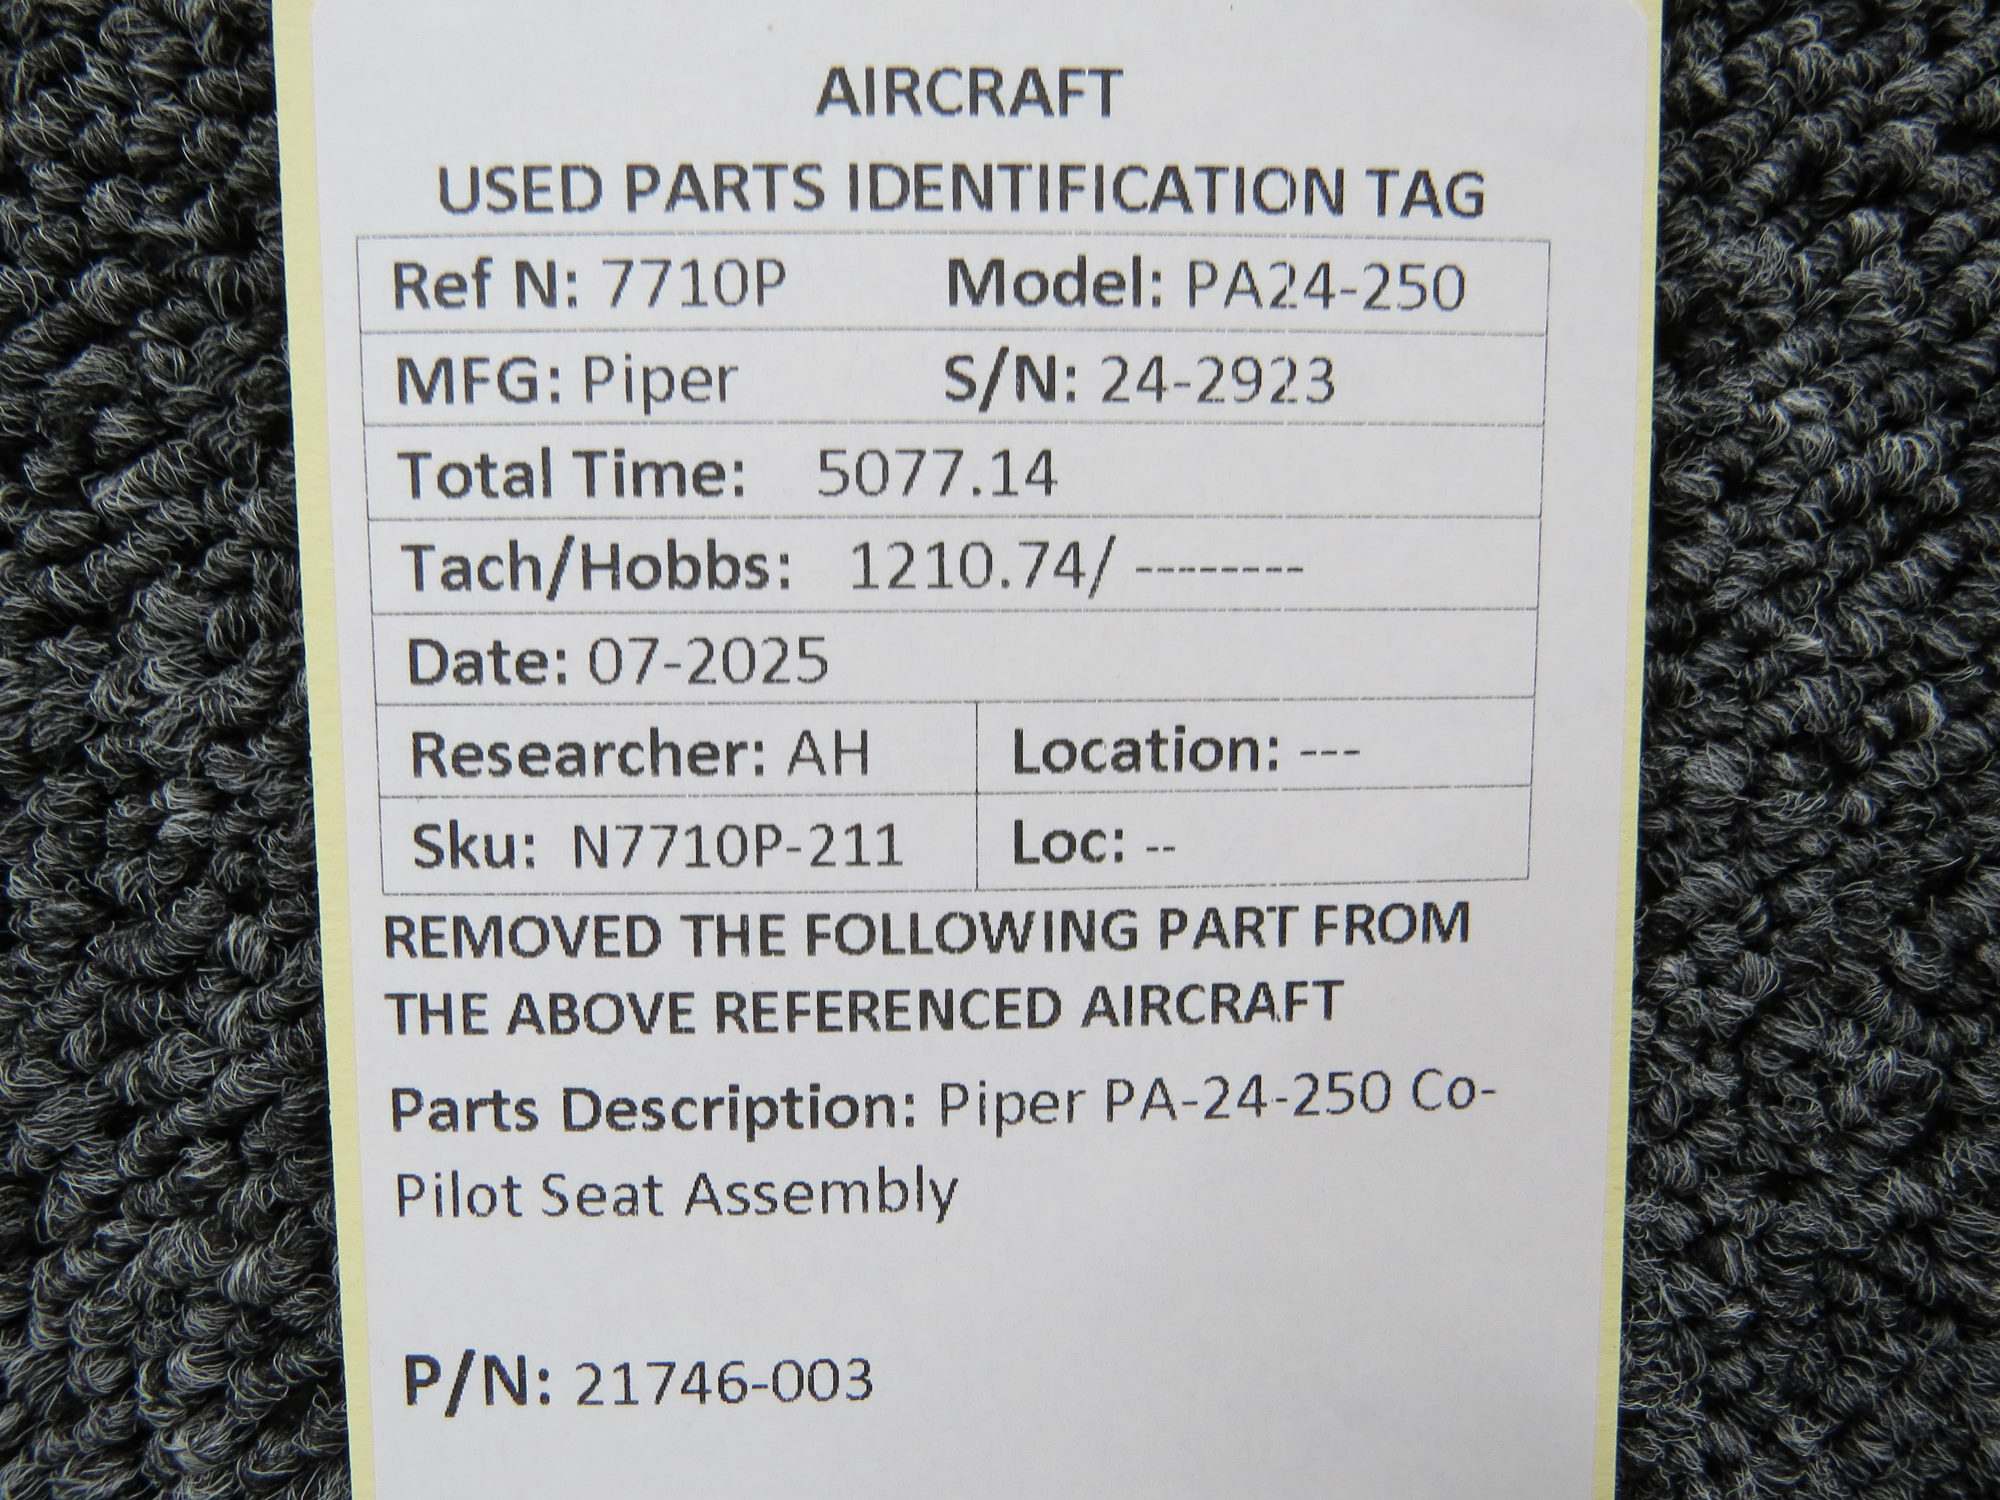 AIRCRAFT
USED PARTS IDENTIFICATION TAG
Ref N: 7710P Model: PA24-250
MFG: Piper S/N: 24-2923
Total Time: 5077.14
Tach/Hobbs: 1210.74/ --------
Date: 07-2025
Researcher: AH Location: ---
Sku: N7710P-211 Loc: --
REMOVED THE FOLLOWING PART FROM
THE ABOVE REFERENCED AIRCRAFT
Parts Description: Piper PA-24-250 Co-
Pilot Seat Assembly
P/N: 21746-003